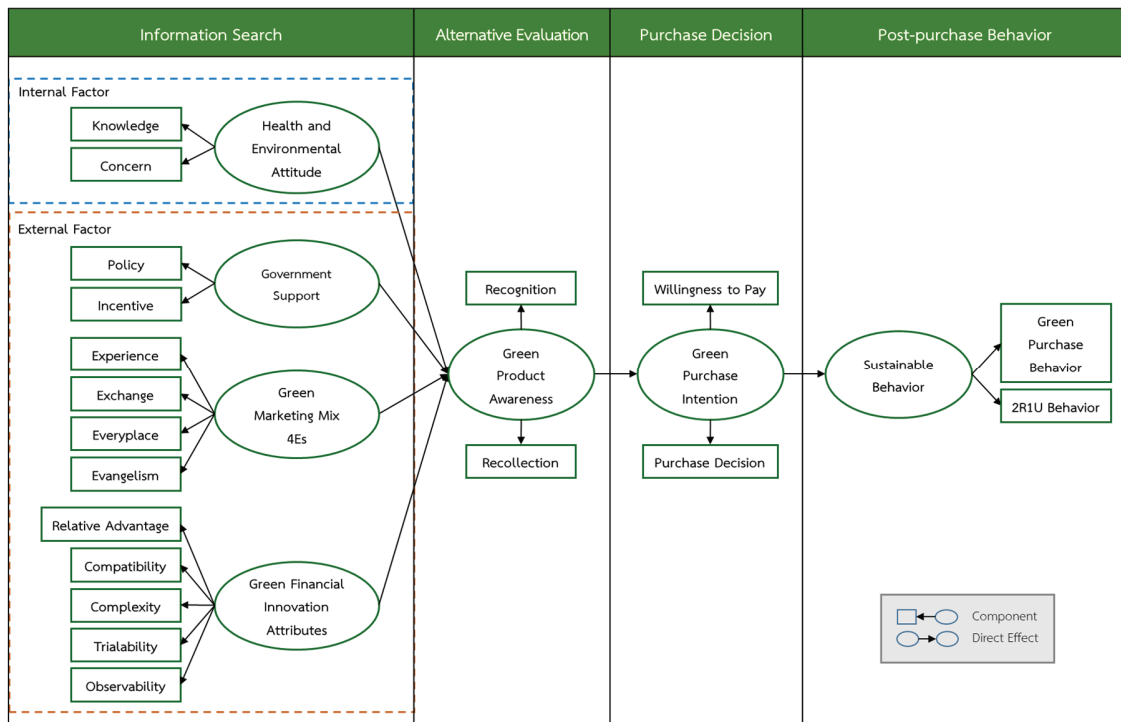 Information Search
Alternative Evaluation
Purchase Decision
Post-purchase Behavior
Internal Factor
Knowledge
Concern
Health and
Environmental
Attitude
External Factor
Policy
Incentive
Government
Support
Experience
Exchange
Everyplace
Evangelism
Green
Marketing Mix
4Es
Relative Advantage
Compatibility
Complexity
Trialability
Observability
Green Financial
Innovation
Attributes
Recognition
Green
Product
Awareness
Recollection
Willingness to Pay
Green
Purchase
Intention
Purchase Decision
Sustainable
Behavior
Green
Purchase
Behavior
2R1U Behavior
Component
Direct Effect